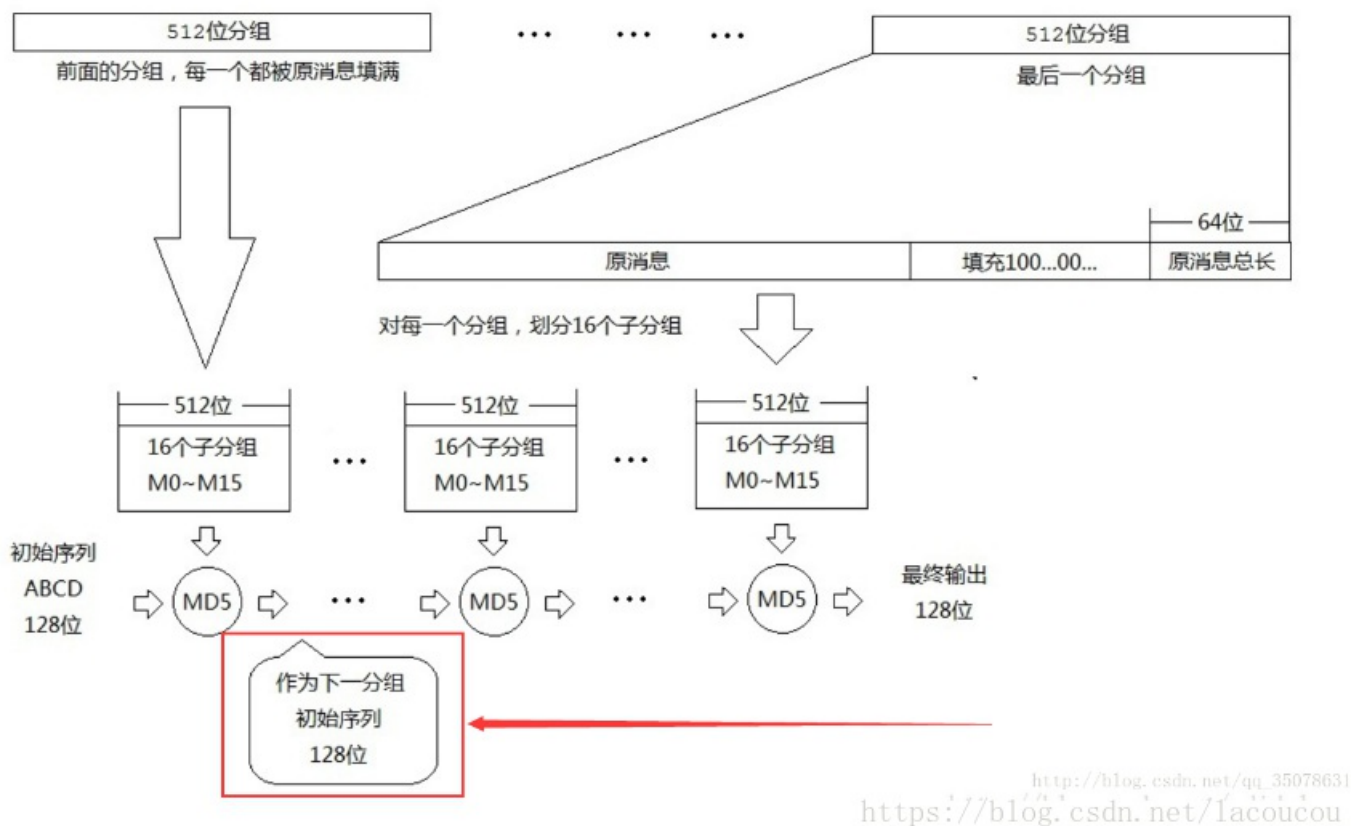 512位分组
... ... ...
512位分组
前面的分组，每一个都被原消息填满
最后一个分组
64位
原消息
填充100...00...
原消息总长
对每一个分组，划分16个子分组
512位
512位
512位
16个子分组
M0~M15
...
16个子分组
M0~M15
...
16个子分组
M0~M15
初始序列
ABCD
128位
MD5
...
MD5
...
MD5
最终输出
128位
作为下一分组
初始序列
128位
http://blog.csdn.net/qq_35078631
https://blog.csdn.net/lacoucou